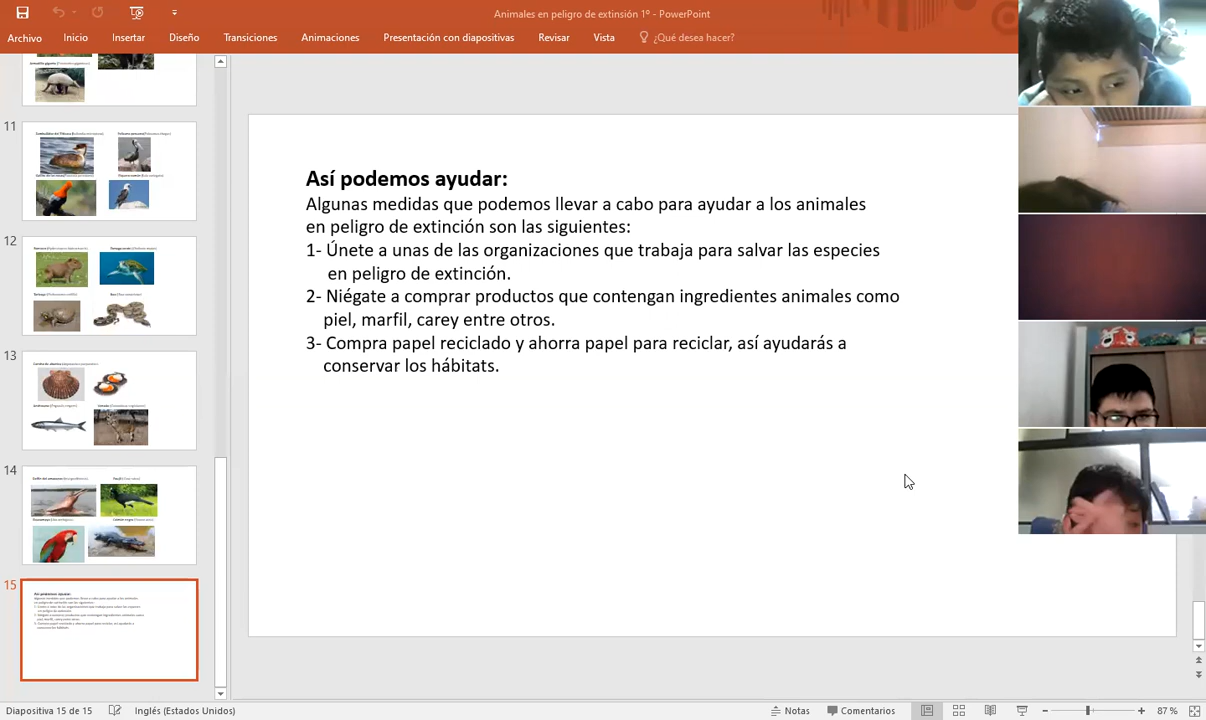 Animales en peligro de extinsión 1º - PowerPoint
Archivo Inicio Insertar Diseño Transiciones Animaciones Presentación con diapositivas Revisar Vista ¿Qué desea hacer?
11
12
13
14
15
Así podemos ayudar:
Algunas medidas que podemos llevar a cabo para ayudar a los animales
en peligro de extinción son las siguientes:
1- Únete a unas de las organizaciones que trabaja para salvar las especies
en peligro de extinción.
2- Niégate a comprar productos que contengan ingredientes animales como
piel, marfil, carey entre otros.
3- Compra papel reciclado y ahorra papel para reciclar, así ayudarás a
conservar los hábitats.
Diapositiva 15 de 15 Inglés (Estados Unidos) Notas Comentarios 87 %